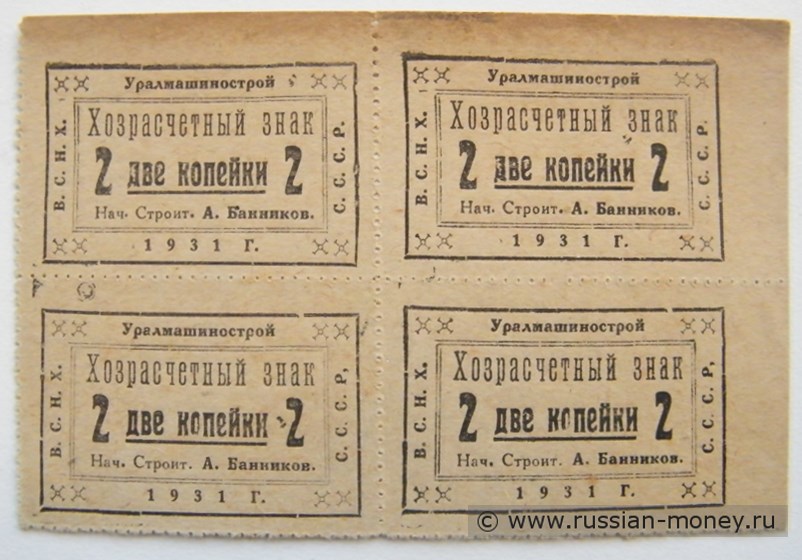 Уралмашинострой
В. С. Н. Х.
Хозрасчетный знак
2 две копейки 2
Нач. Строит. А. Банников.
С. С. С. Р.
1931 Г.
Уралмашинострой
В. С. Н. Х.
Хозрасчетный знак
2 две копейки 2
Нач. Строит. А. Банников.
С. С. С. Р.
1931 Г.
Уралмашинострой
В. С. Н. Х.
Хозрасчетный знак
2 две копейки 2
Нач. Строит. А. Банников.
С. С. С. Р.
1931 Г.
Уралмашинострой
В. С. Н. Х.
Хозрасчетный знак
2 две копейки 2
Нач. Строит. А. Банников.
С. С. С. Р.
1931 Г.
© www.russian-money.ru